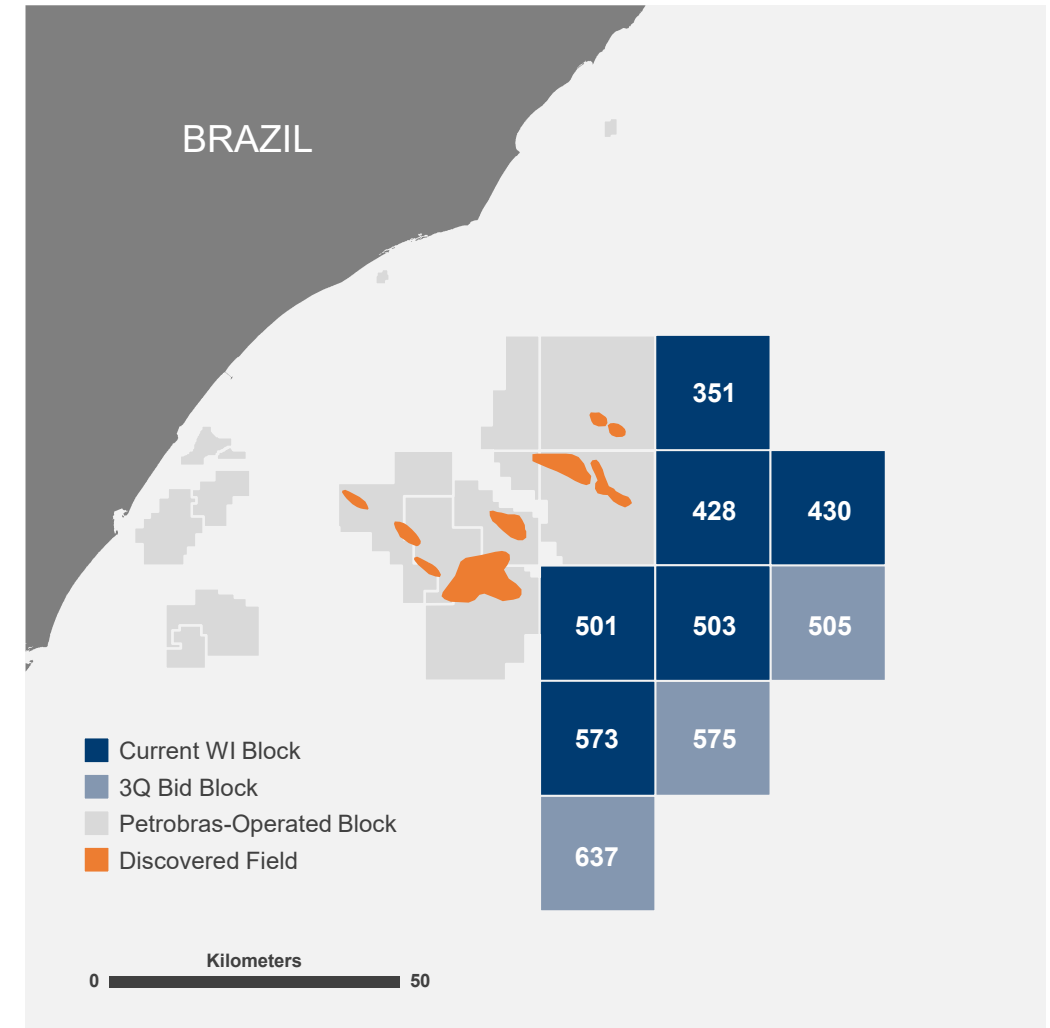 BRAZIL
351
428 430
501 503 505
573 575
637
Current WI Block
3Q Bid Block
Petrobras-Operated Block
Discovered Field
Kilometers
0 50